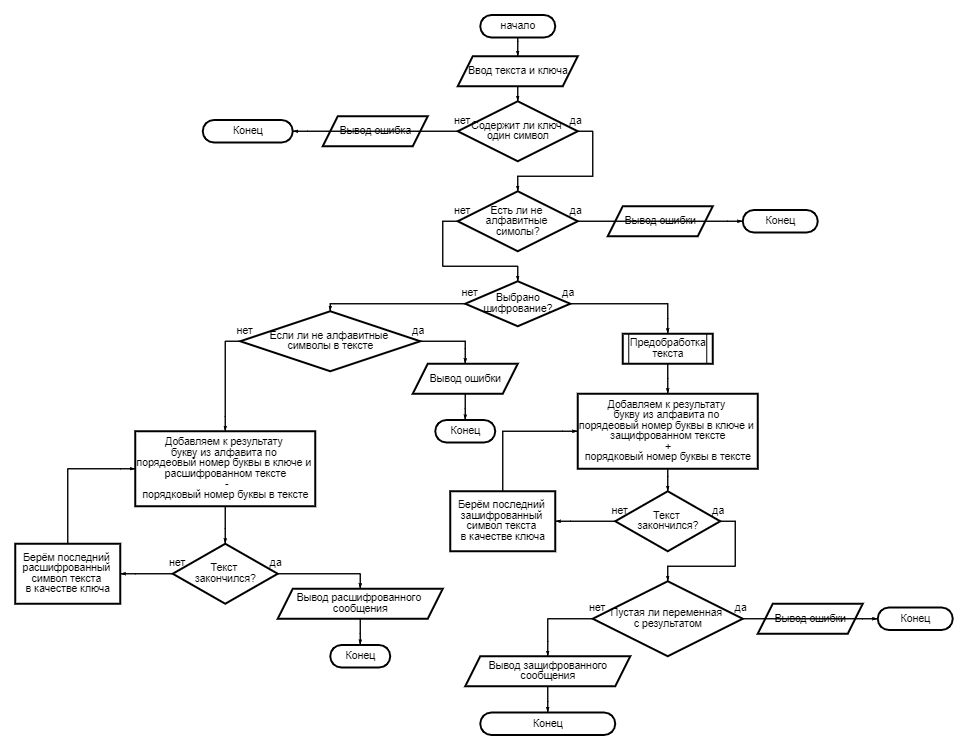 начало
Ввод текста и ключа
нет
Содержит ли ключ
один символ
да
Вывод ошибка
Конец
нет
Есть ли не
алфавитные
симолы?
да
Вывод ошибки
Конец
нет
Выбрано
шифрование?
да
нет
Если ли не алфавитные
символы в тексте
да
Предобработка
текста
Вывод ошибки
Конец
Добавляем к результату
букву из алфавита по
порядеовый номер буквы в ключе и
защифрованном тексте
+
порядковый номер буквы в тексте
Добавляем к результату
букву из алфавита по
порядеовый номер буквы в ключе и
расшифрованном тексте
-
порядковый номер буквы в тексте
Берём последний
зашифрованный
символ текста
в качестве ключа
нет
Текст
закончился?
да
Берём последний
расшифрованный
символ текста
в качестве ключа
нет
Текст
закончился?
да
Вывод расшифрованного
сообщения
Конец
нет
Пустая ли переменная
с результатом
да
Вывод ошибки
Конец
Вывод защифрованного
сообщения
Конец